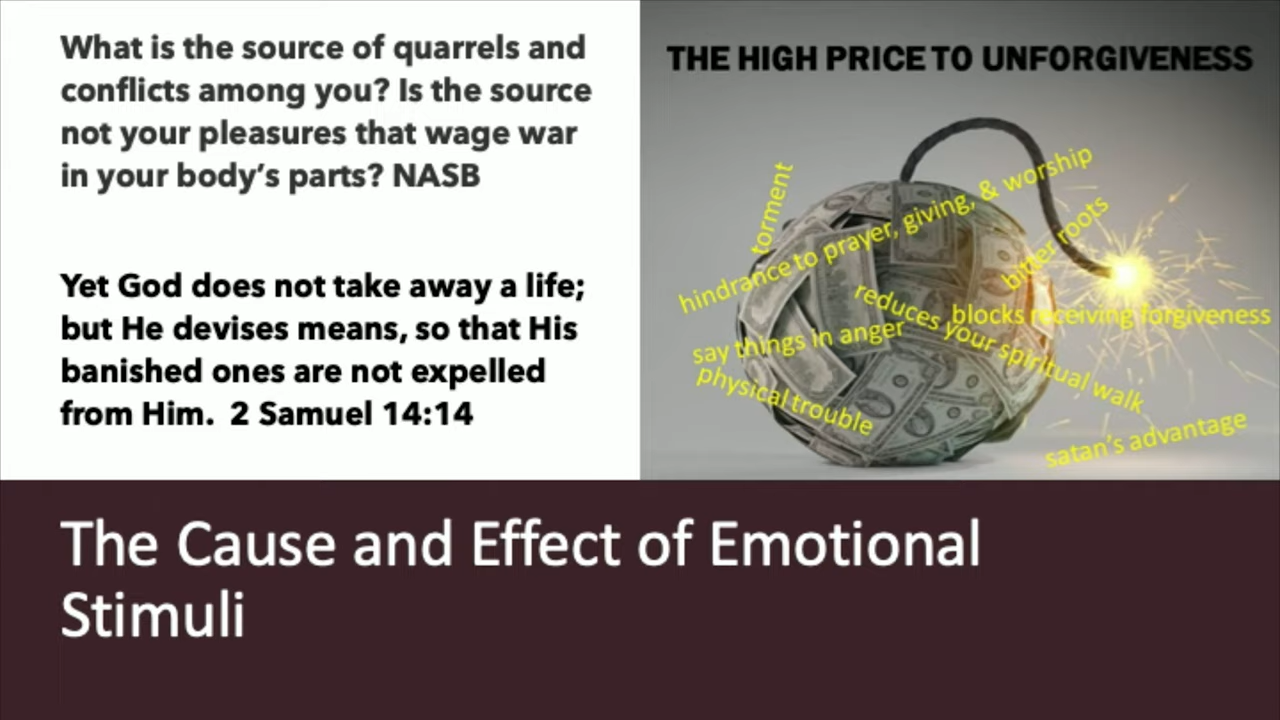 What is the source of quarrels and
conflicts among you? Is the source
not your pleasures that wage war
in your body's parts? NASB
Yet God does not take away a life;
but He devises means, so that His
banished ones are not expelled
from Him.  2 Samuel 14:14
THE HIGH PRICE TO UNFORGIVENESS
torment
hindrance to prayer, giving, & worship
bitter roots
reduces your spiritual walk
blocks receiving forgiveness
say things in anger
physical trouble
satan's advantage
The Cause and Effect of Emotional
Stimuli